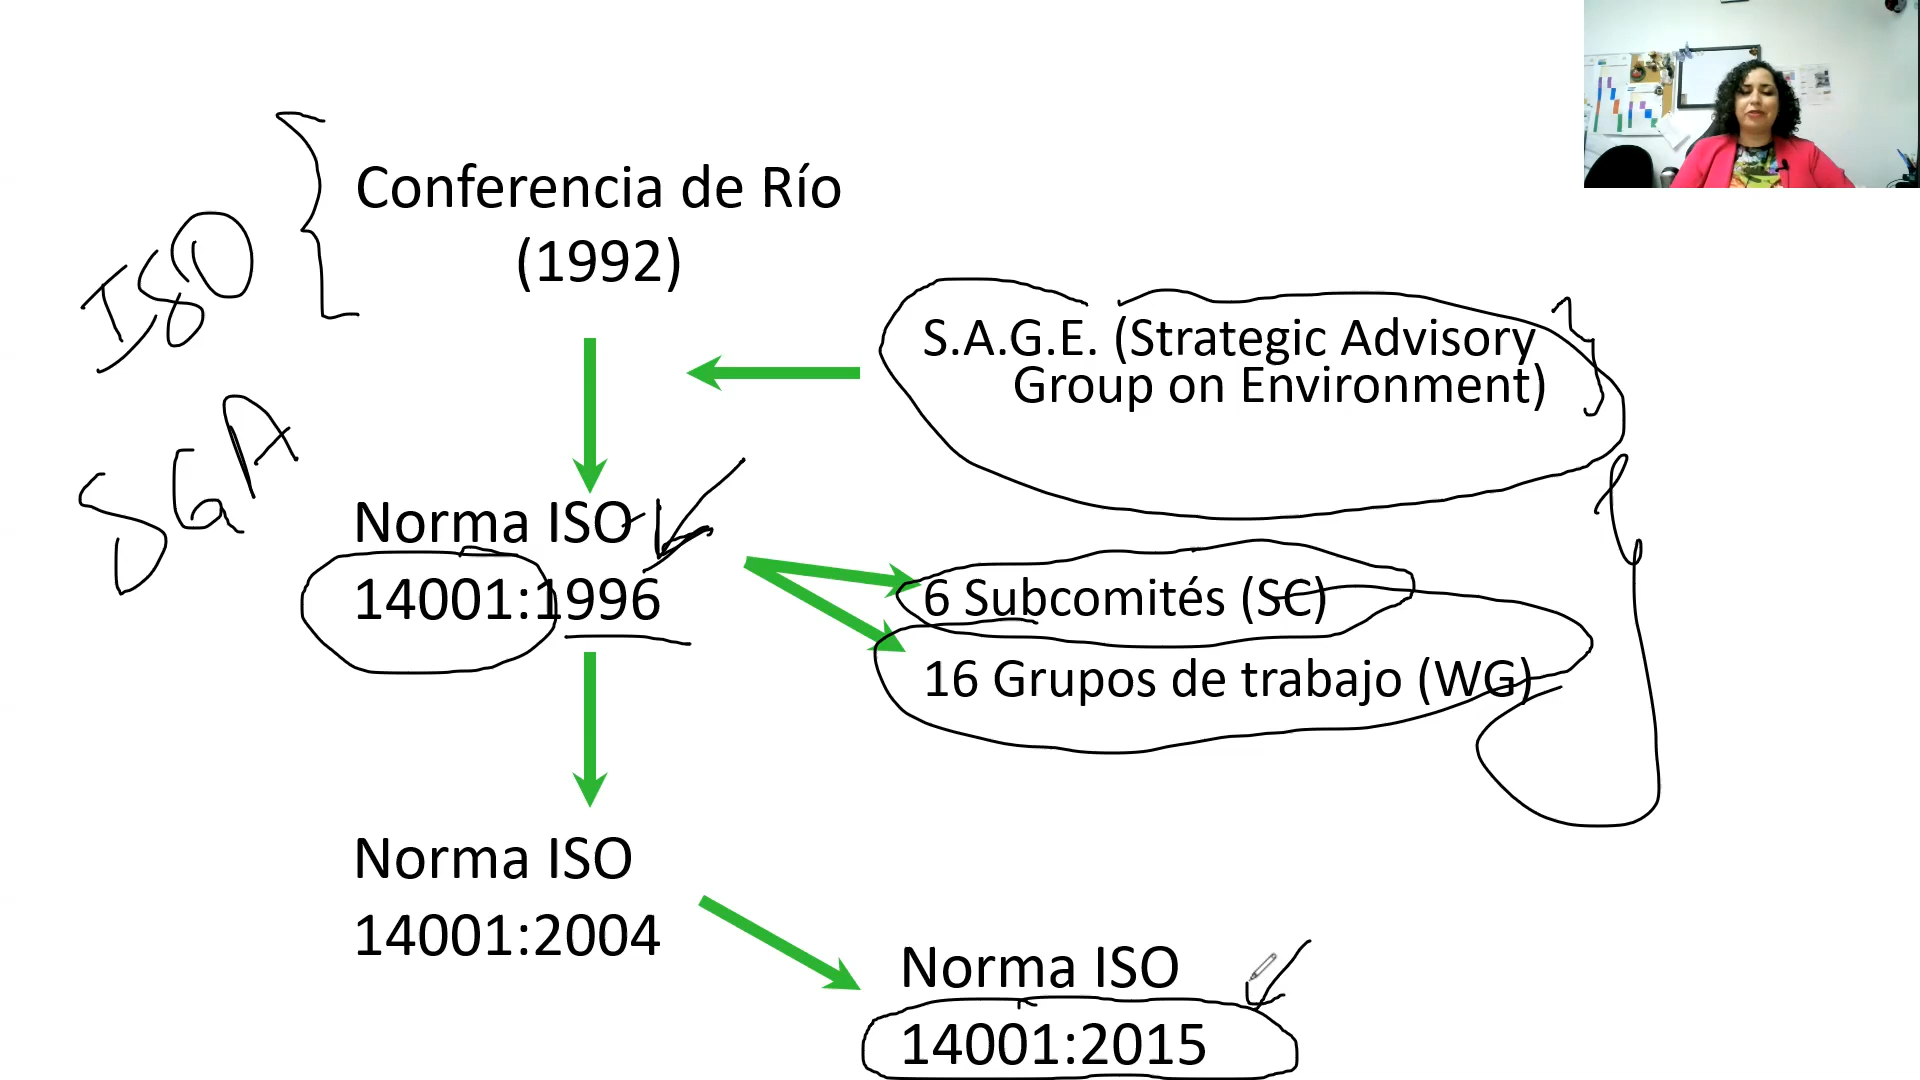 Conferencia de Río
(1992)
ISO
S.A.G.E. (Strategic Advisory
Group on Environment)
SGA
Norma ISO
14001:1996
6 Subcomités (SC)
16 Grupos de trabajo (WG)
Norma ISO
14001:2004
Norma ISO
14001:2015